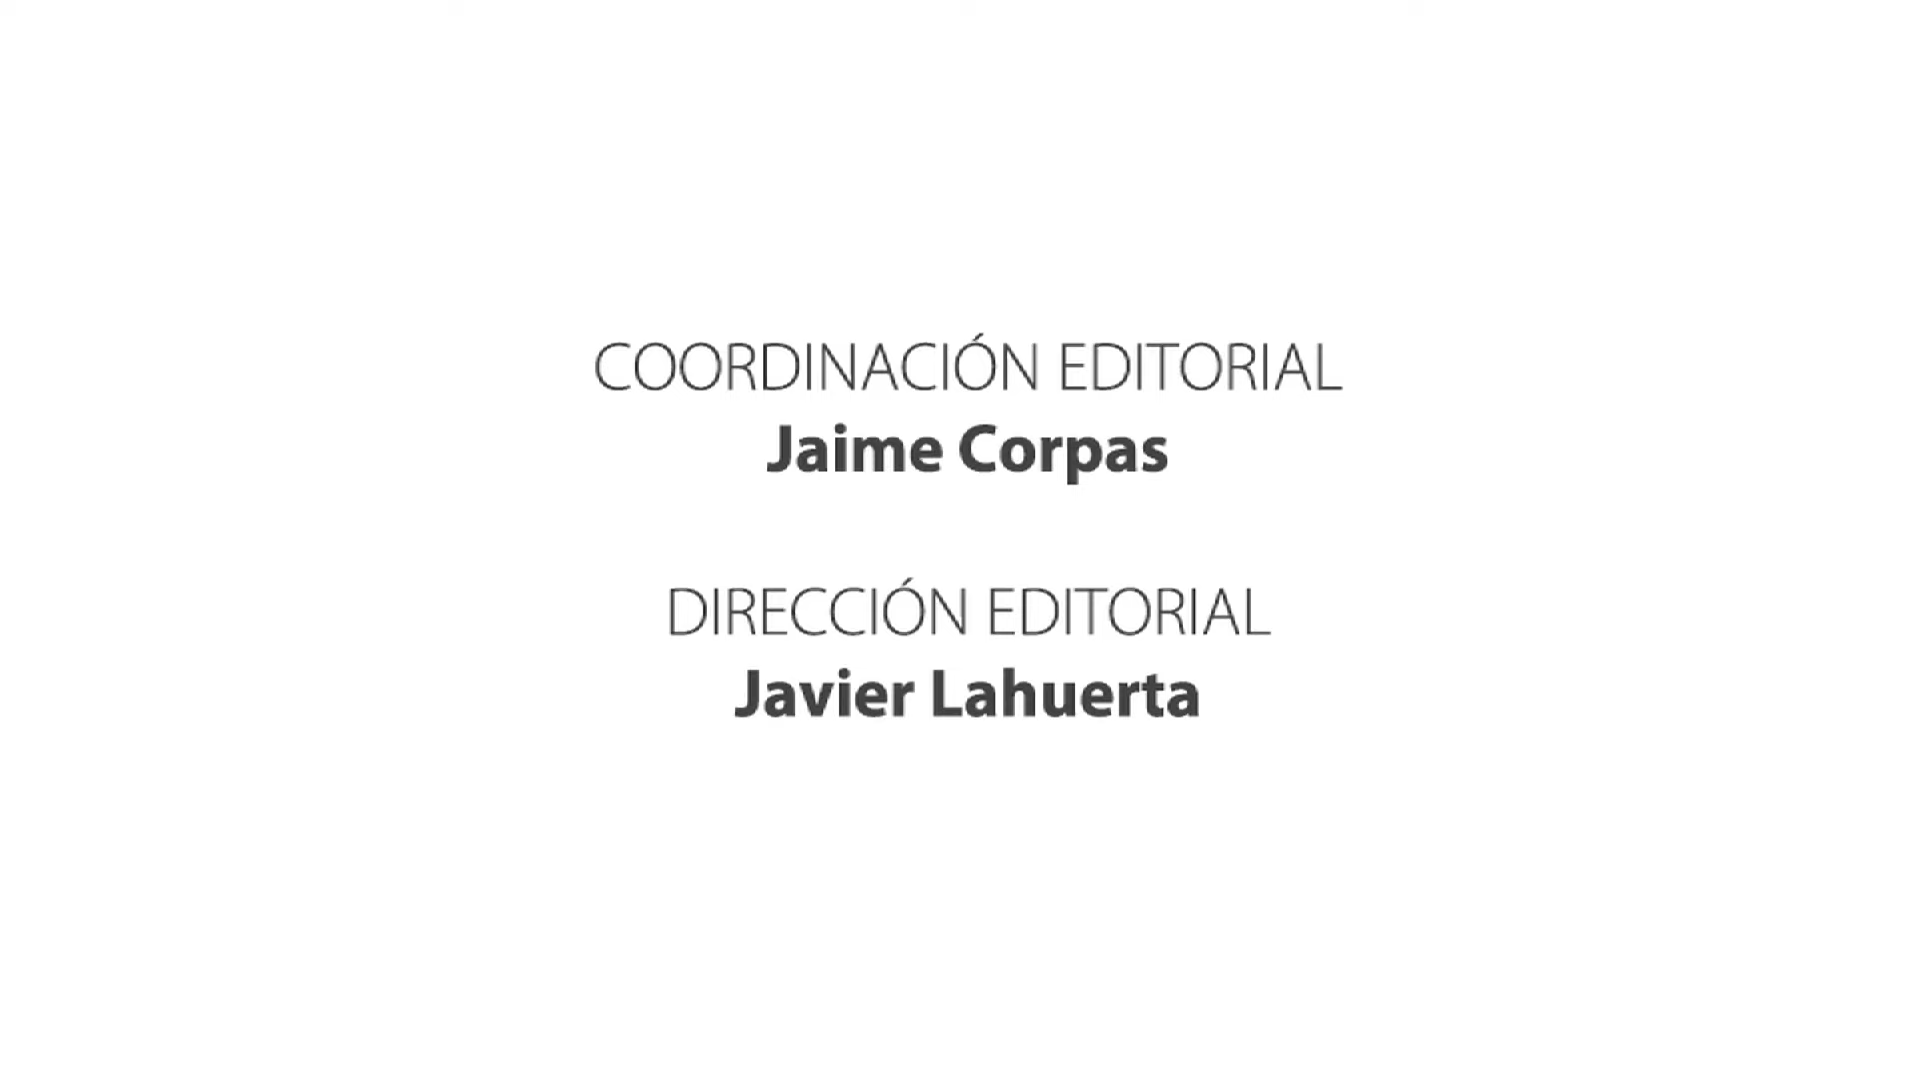 COORDINACIÓN EDITORIAL
Jaime Corpas
DIRECCIÓN EDITORIAL
Javier Lahuerta